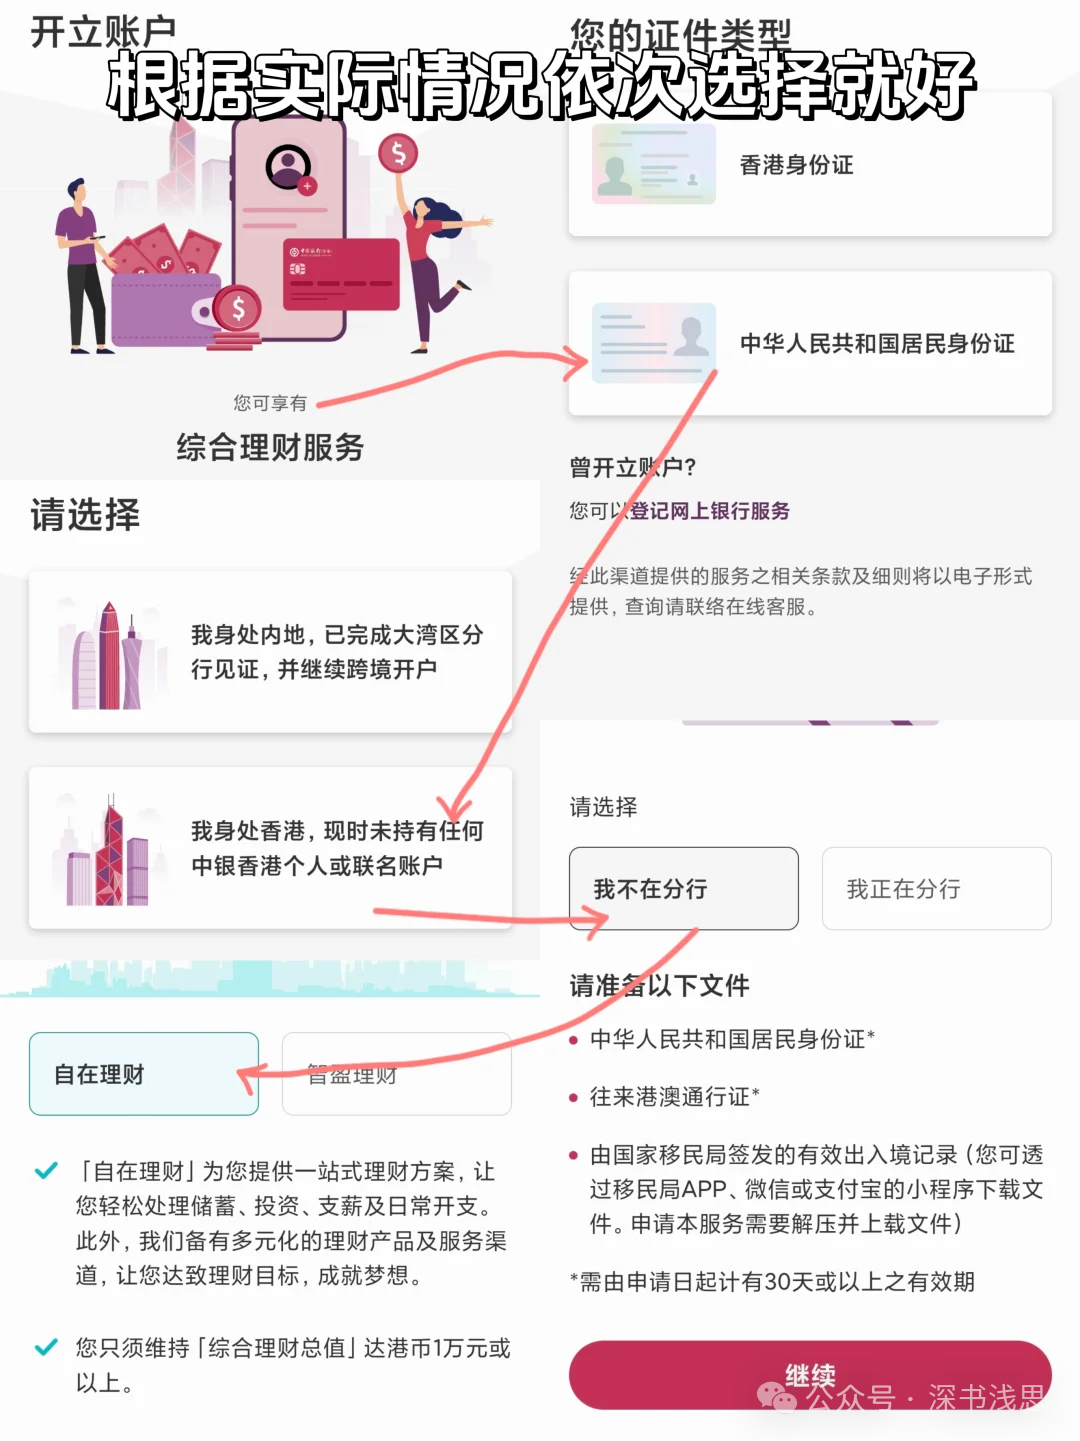 开立账户
您的证件类型
根据实际情况依次选择就好
香港身份证
中华人民共和国居民身份证
您可享有
综合理财服务
曾开立账户?
您可以登记网上银行服务
经此渠道提供的服务之相关条款及细则将以电子形式
提供，查询请联络在线客服。
请选择
我身处内地，已完成大湾区分
行见证，并继续跨境开户
我身处香港，现时未持有任何
中银香港个人或联名账户
请选择
我不在分行
我正在分行
请准备以下文件
中华人民共和国居民身份证*
往来港澳通行证*
由国家移民局签发的有效出入境记录（您可透
过移民局APP、微信或支付宝的小程序下载文
件。申请本服务需要解压并上载文件）
*需由申请日起计有30天或以上之有效期
继续
自在理财
智盈理财
「自在理财」为您提供一站式理财方案，让
您轻松处理储蓄、投资、支薪及日常开支。
此外，我们备有多元化的理财产品及服务渠
道，让您达致理财目标，成就梦想。
您只须维持「综合理财总值」达港币1万元或
以上。
公众号 · 深书浅思